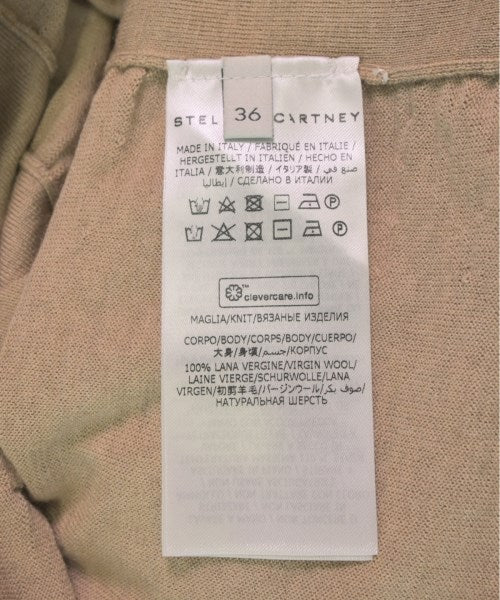 36
STEL CARTNEY
MADE IN ITALY / FABRIQUÉ EN ITALIE /
HERGESTELLT IN ITALIEN / HECHO EN
ITALIA / 意大利制造 / イタリア製 / صنع في
إيطاليا / СДЕЛАНО В ИТАЛИИ
clevercare.info
MAGLIA/KNIT/ВЯЗАНЫЕ ИЗДЕЛИЯ
CORPO/BODY/CORPS/BODY/CUERPO/
大身/身頃/جسم/КОРПУС
100% LANA VERGINE/VIRGIN WOOL/
LAINE VIERGE/SCHURWOLLE/LANA
VIRGEN/初剪羊毛/バージンウール/صوف بكر/
НАТУРАЛЬНАЯ ШЕРСТЬ